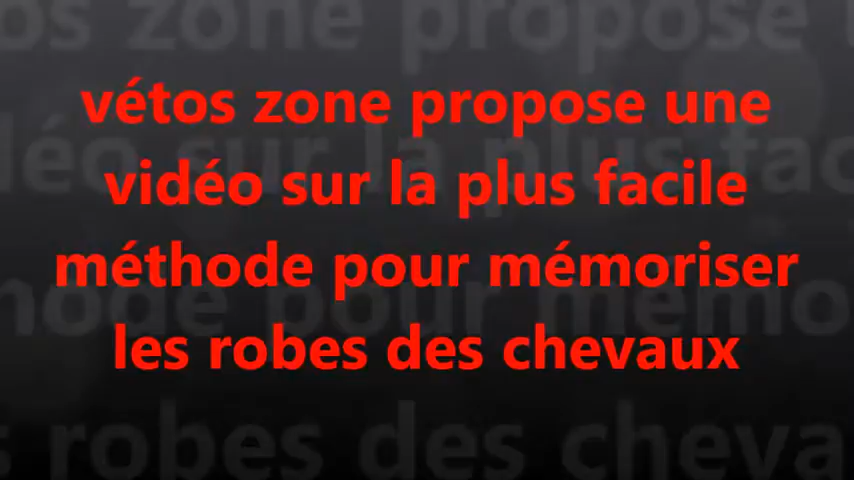 vétos zone propose une
vidéo sur la plus facile
méthode pour mémoriser
les robes des chevaux